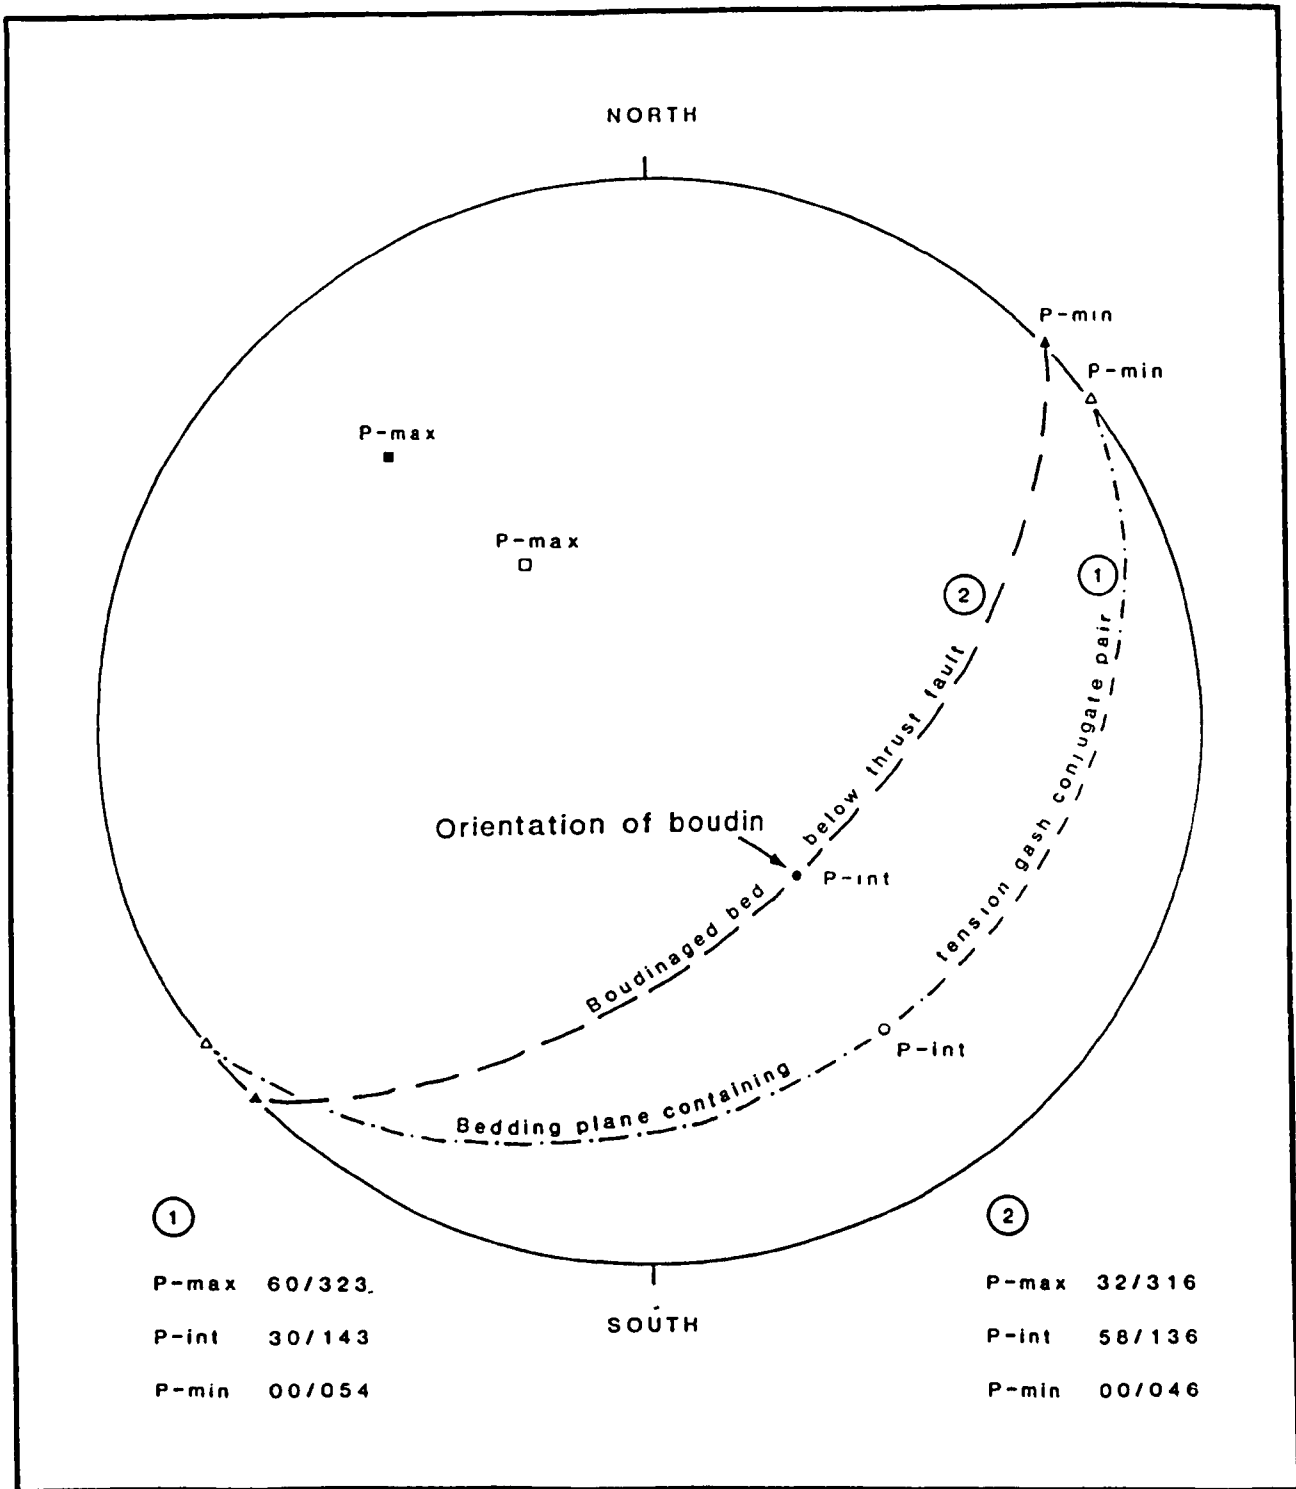 NORTH
P-min
P-min
P-max
P-max
2
1
Orientation of boudin
P-int
Boudinaged bed below thrust fault
P-int
Bedding plane containing tension gash conjugate pair
1
P-max 60/323
P-int 30/143
P-min 00/054
SOUTH
2
P-max 32/316
P-int 58/136
P-min 00/046